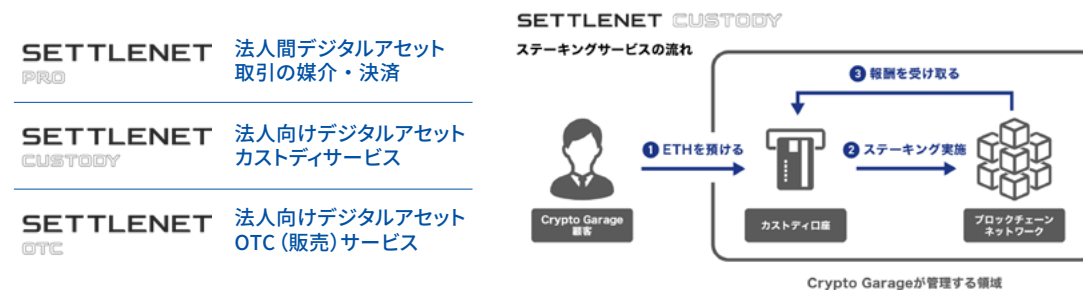 SETTLENET
PRO
法人間デジタルアセット
取引の媒介・決済
SETTLENET
CUSTODY
法人向けデジタルアセット
カストディサービス
SETTLENET
OTC
法人向けデジタルアセット
OTC（販売）サービス
SETTLENET CUSTODY
ステーキングサービスの流れ
3 報酬を受け取る
1 ETHを預ける
2 ステーキング実施
Crypto Garage
顧客
カストディ口座
ブロックチェーン
ネットワーク
Crypto Garageが管理する領域